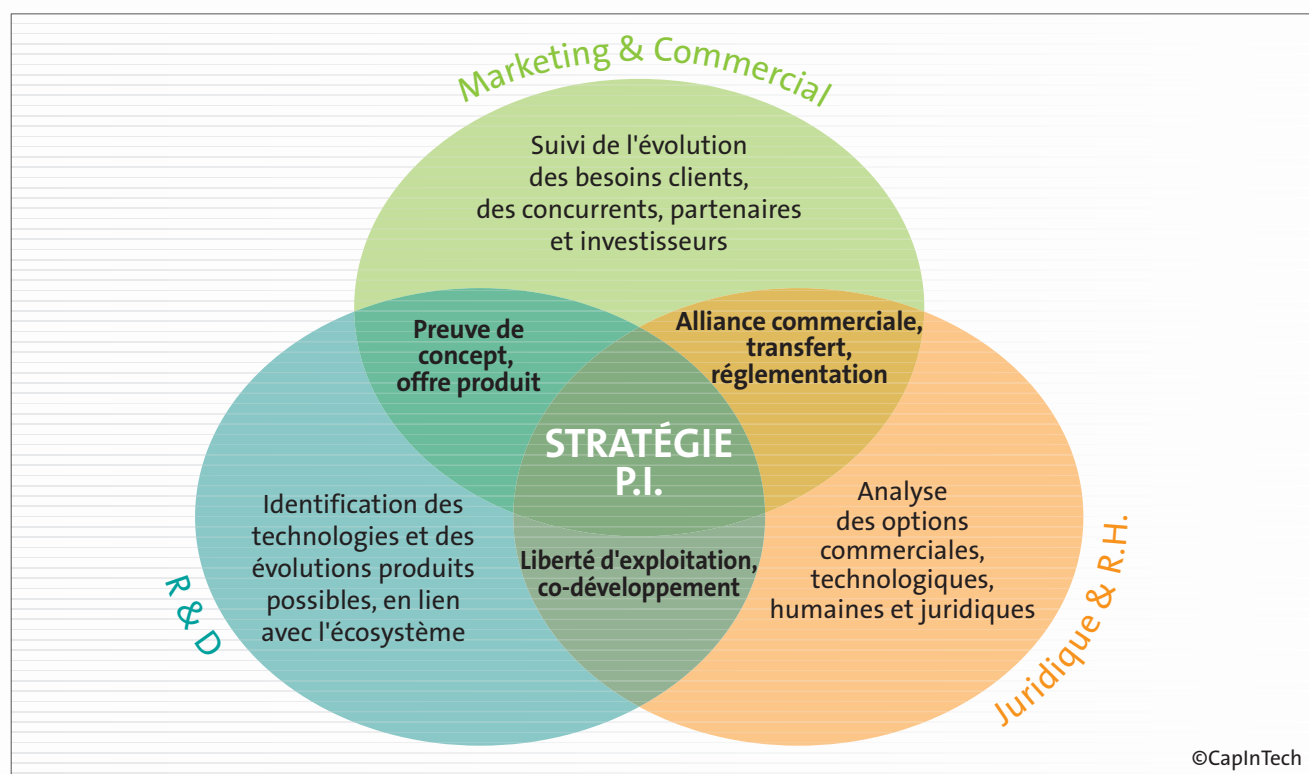 Marketing & Commercial
Suivi de l'évolution
des besoins clients,
des concurrents, partenaires
et investisseurs
Preuve de
concept,
offre produit
Alliance commerciale,
transfert,
réglementation
STRATÉGIE
P.I.
Identification des
technologies et des
évolutions produits
possibles, en lien
avec l'écosystème
Liberté d'exploitation,
co-développement
Analyse
des options
commerciales,
technologiques,
humaines et juridiques
R & D
Juridique & R.H.
©CapInTech